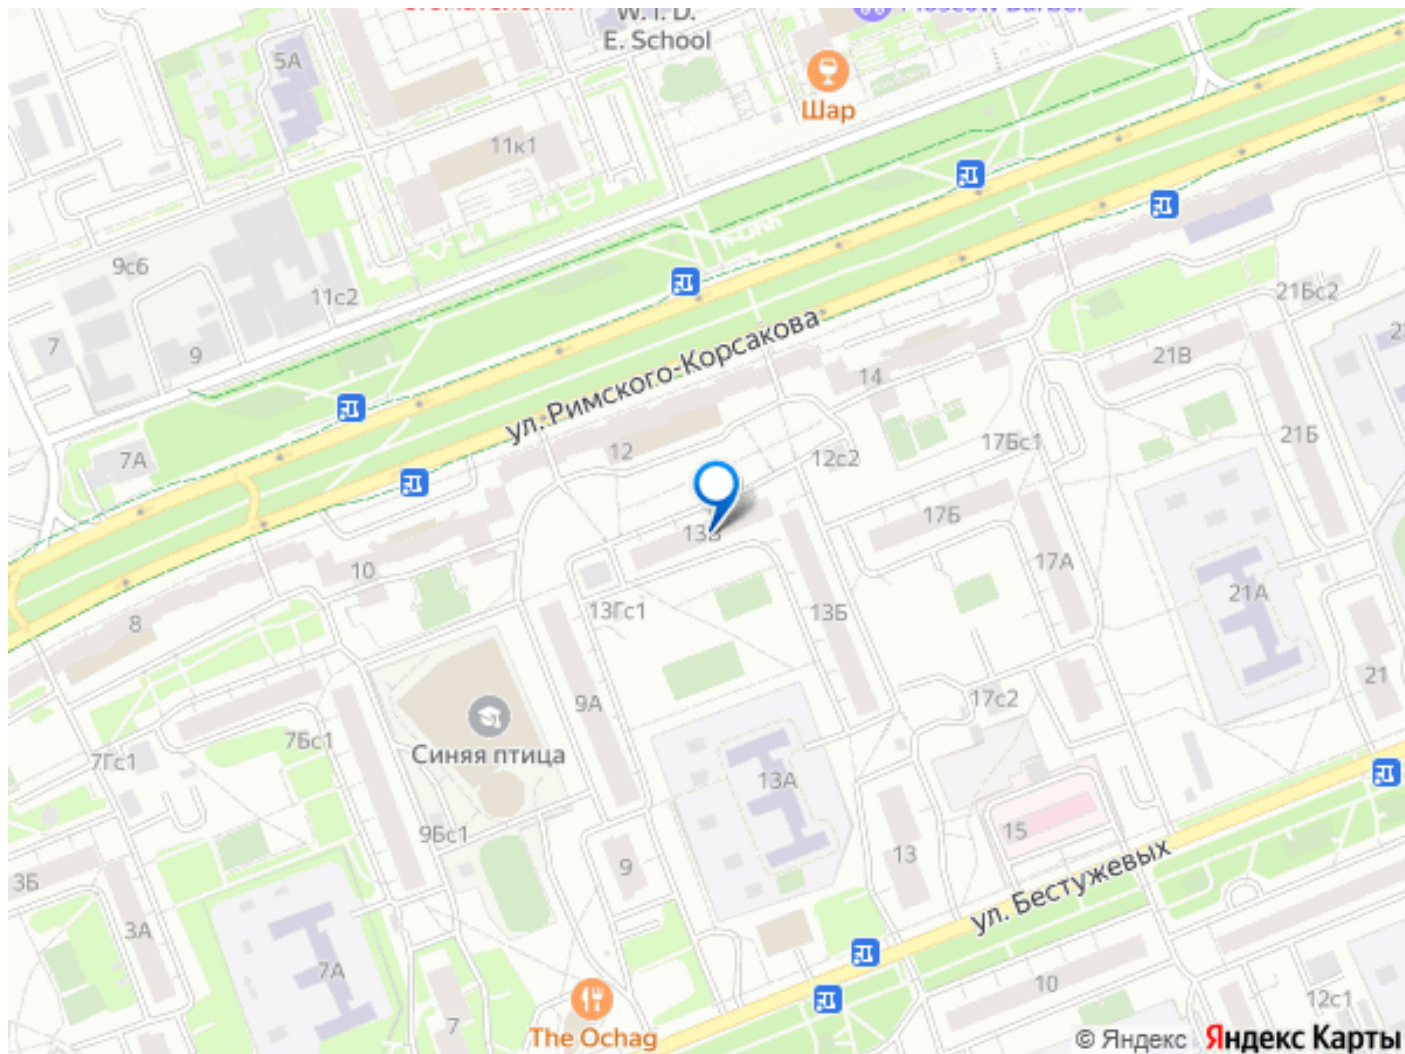 W. I. D.
E. School
Moscow Barber
5А
Шар
11к1
9с6
11с2
7
9
21Бс2
ул. Римского-Корсакова
21В
14
7А
12
12с2
17Бс1
21Б
17Б
10
17А
13Гс1
13Б
21А
8
9А
21
17с2
Синяя птица
7Бс1
7Гс1
13А
15
9Бс1
13
9
ул. Бестужевых
3Б
3А
7А
10
12с1
7
The Ochag
© Яндекс Яндекс Карты